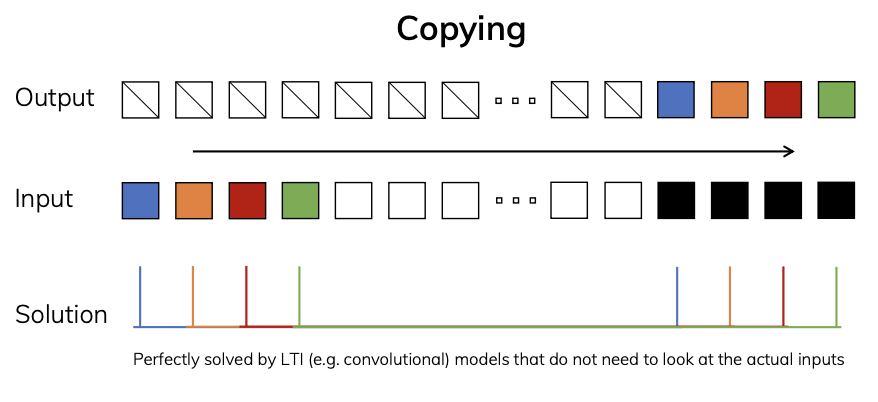 Copying
Output
Input
Solution
Perfectly solved by LTI (e.g. convolutional) models that do not need to look at the actual inputs